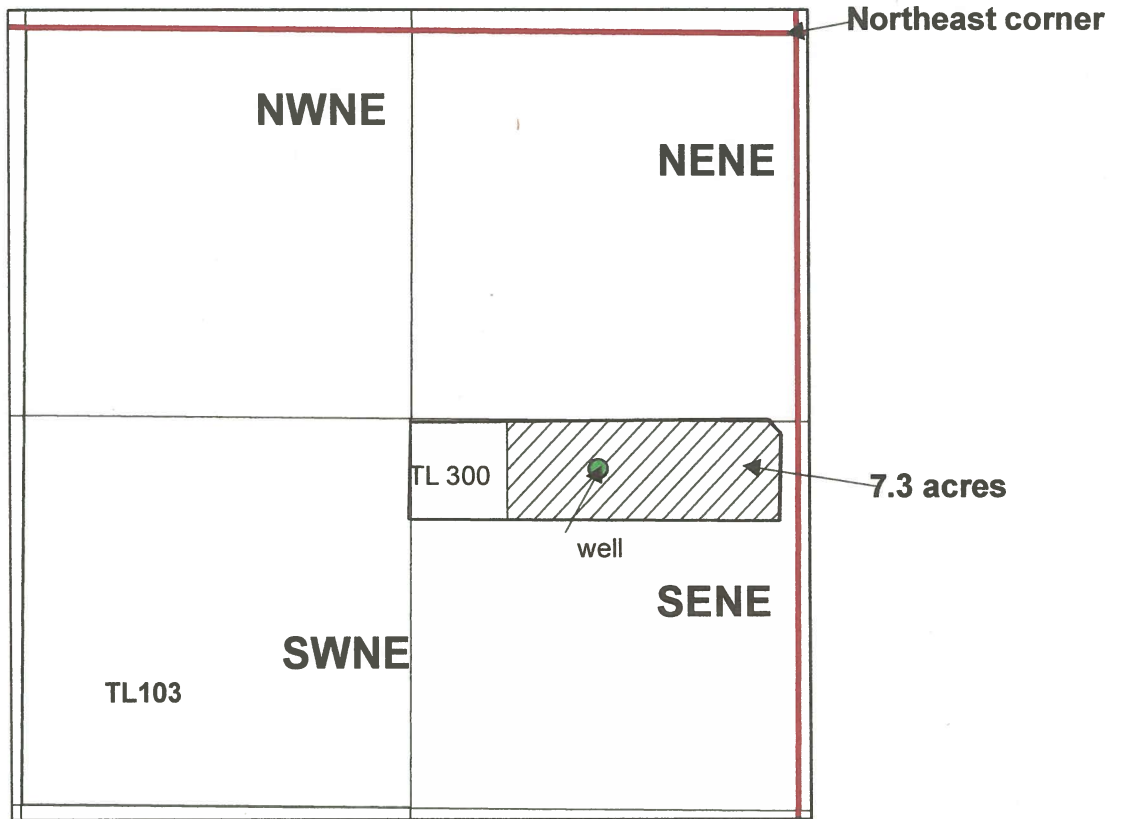 Northeast corner
NWNE
NENE
TL 300
7.3 acres
well
SENE
SWNE
TL103